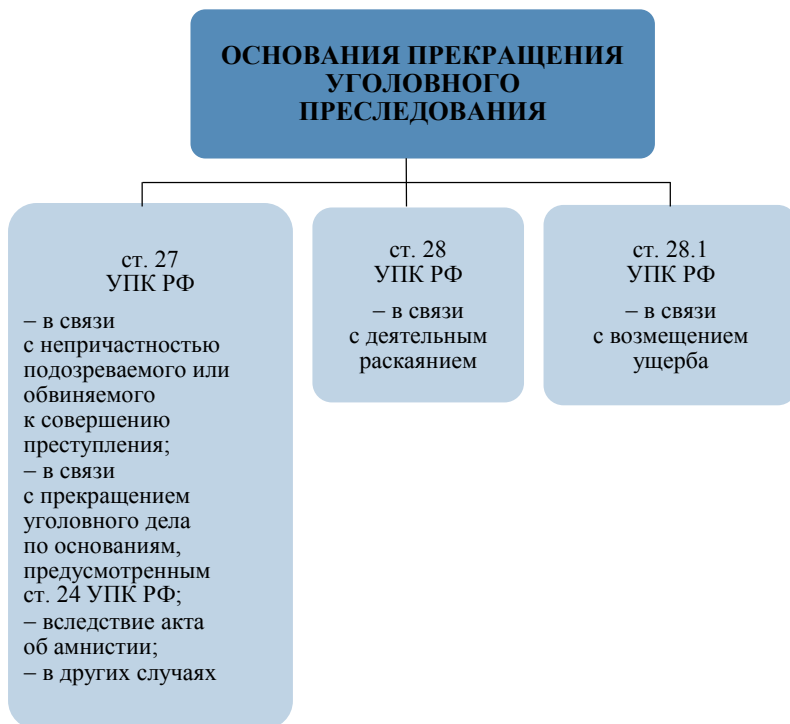 ОСНОВАНИЯ ПРЕКРАЩЕНИЯ
УГОЛОВНОГО
ПРЕСЛЕДОВАНИЯ
ст. 27
УПК РФ
– в связи
с непричастностью
подозреваемого или
обвиняемого
к совершению
преступления;
– в связи
с прекращением
уголовного дела
по основаниям,
предусмотренным
ст. 24 УПК РФ;
– вследствие акта
об амнистии;
– в других случаях
ст. 28
УПК РФ
– в связи
с деятельным
раскаянием
ст. 28.1
УПК РФ
– в связи
с возмещением
ущерба